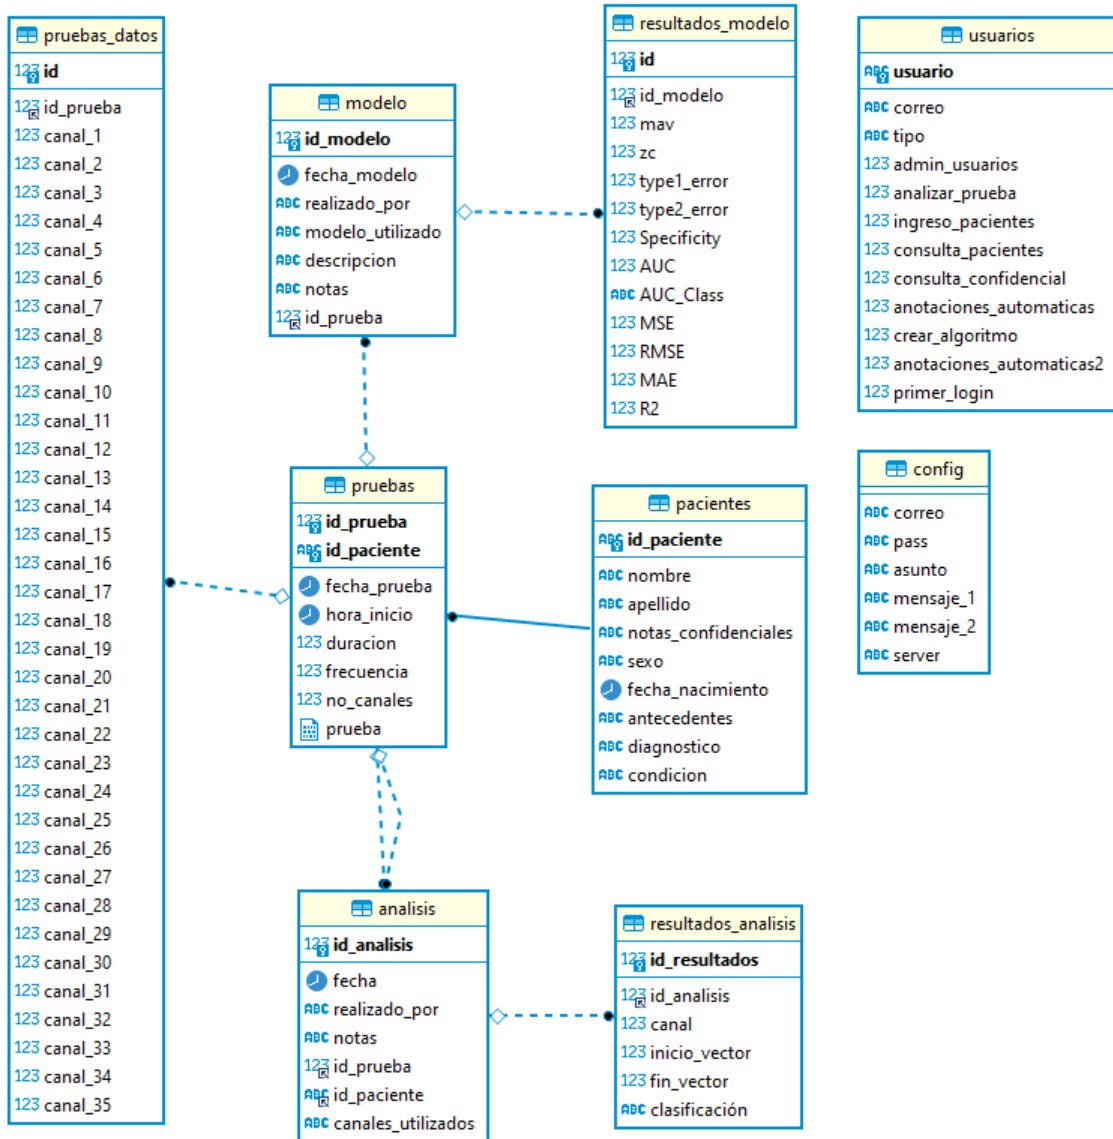 pruebas_datos
id
id_prueba
canal_1
canal_2
canal_3
canal_4
canal_5
canal_6
canal_7
canal_8
canal_9
canal_10
canal_11
canal_12
canal_13
canal_14
canal_15
canal_16
canal_17
canal_18
canal_19
canal_20
canal_21
canal_22
canal_23
canal_24
canal_25
canal_26
canal_27
canal_28
canal_29
canal_30
canal_31
canal_32
canal_33
canal_34
canal_35
modelo
id_modelo
fecha_modelo
realizado_por
modelo_utilizado
descripcion
notas
id_prueba
resultados_modelo
id
id_modelo
mav
zc
type1_error
type2_error
Specificity
AUC
AUC_Class
MSE
RMSE
MAE
R2
usuarios
usuario
correo
tipo
admin_usuarios
analizar_prueba
ingreso_pacientes
consulta_pacientes
consulta_confidencial
anotaciones_automaticas
crear_algoritmo
anotaciones_automaticas2
primer_login
pruebas
id_prueba
id_paciente
fecha_prueba
hora_inicio
duracion
frecuencia
no_canales
prueba
pacientes
id_paciente
nombre
apellido
notas_confidenciales
sexo
fecha_nacimiento
antecedentes
diagnostico
condicion
config
correo
pass
asunto
mensaje_1
mensaje_2
server
analisis
id_analisis
fecha
realizado_por
notas
id_prueba
id_paciente
canales_utilizados
resultados_analisis
id_resultados
id_analisis
canal
inicio_vector
fin_vector
clasificación